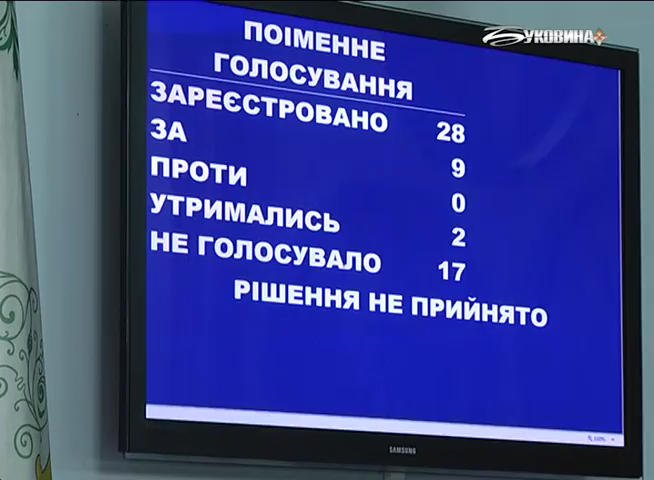 БУКОВИНА
ПОІМЕННЕ
ГОЛОСУВАННЯ
ЗАРЕЄСТРОВАНО 28
ЗА 9
ПРОТИ 0
УТРИМАЛИСЬ 2
НЕ ГОЛОСУВАЛО 17
РІШЕННЯ НЕ ПРИЙНЯТО
SAMSUNG